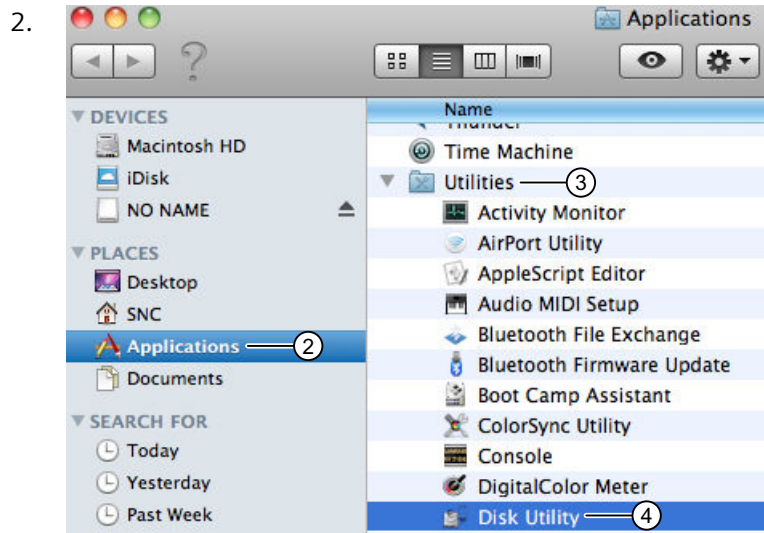 2.
Applications
?
DEVICES
Macintosh HD
iDisk
NO NAME
PLACES
Desktop
SNC
Applications 2
Documents
SEARCH FOR
Today
Yesterday
Past Week
Name
Thunder
Time Machine
Utilities 3
Activity Monitor
AirPort Utility
AppleScript Editor
Audio MIDI Setup
Bluetooth File Exchange
Bluetooth Firmware Update
Boot Camp Assistant
ColorSync Utility
Console
DigitalColor Meter
Disk Utility 4